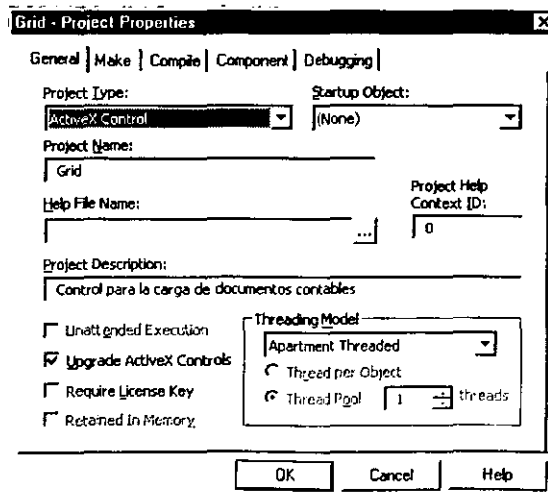 Grid - Project Properties
General Make Compile Component Debugging
Project Type: Startup Object:
ActiveX Control (None)
Project Name:
Grid
Help File Name: Project Help Context ID:
... 0
Project Description:
Control para la carga de documentos contables
Unattended Execution
Upgrade ActiveX Controls
Require License Key
Retained In Memory
Threading Model
Apartment Threaded
Thread per Object
Thread Pool 1 threads
OK Cancel Help